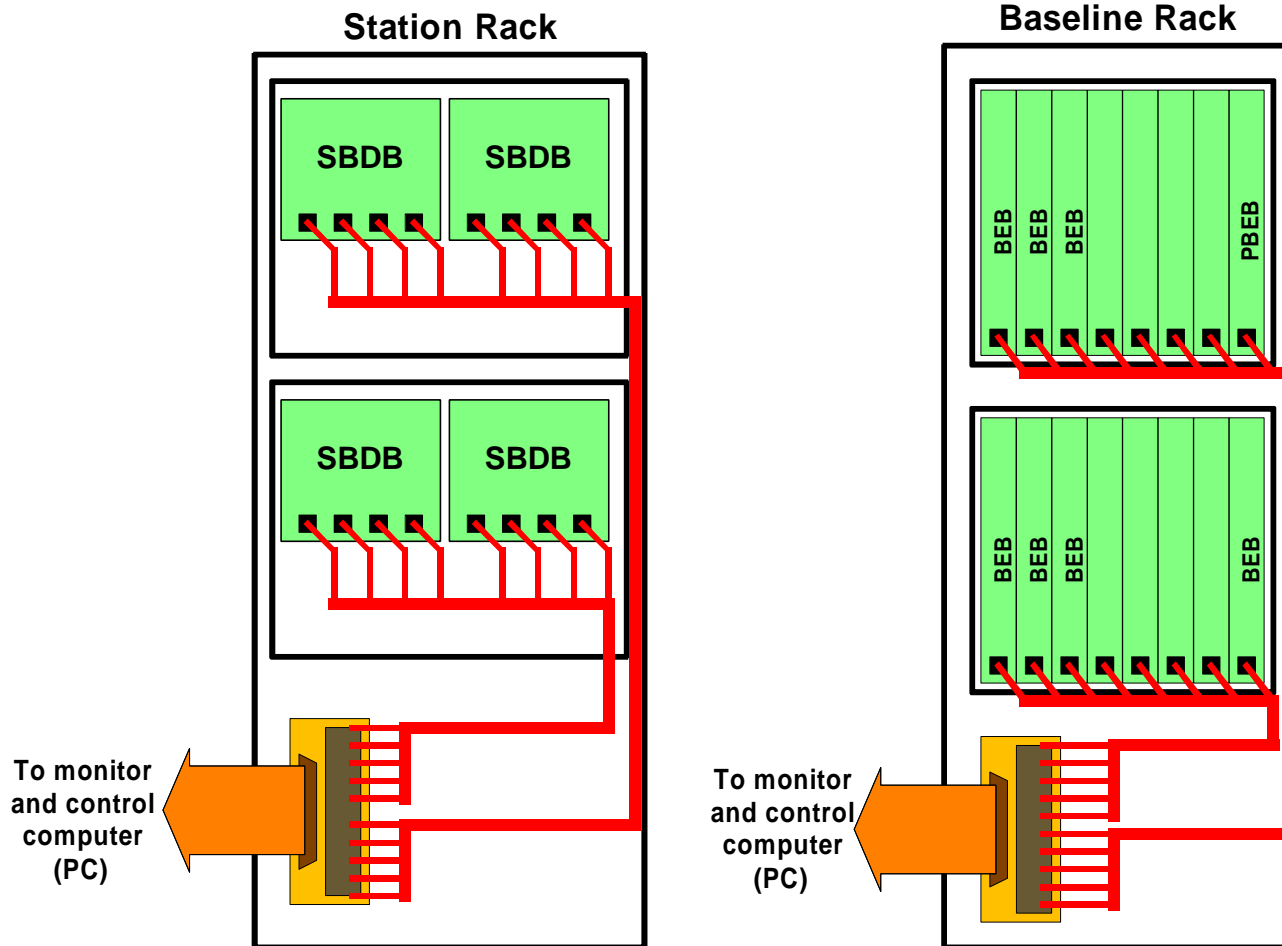 Station Rack
SBDB SBDB
SBDB SBDB
To monitor
and control
computer
(PC)
Baseline Rack
BEB BEB BEB PBEB
BEB BEB BEB BEB
To monitor
and control
computer
(PC)